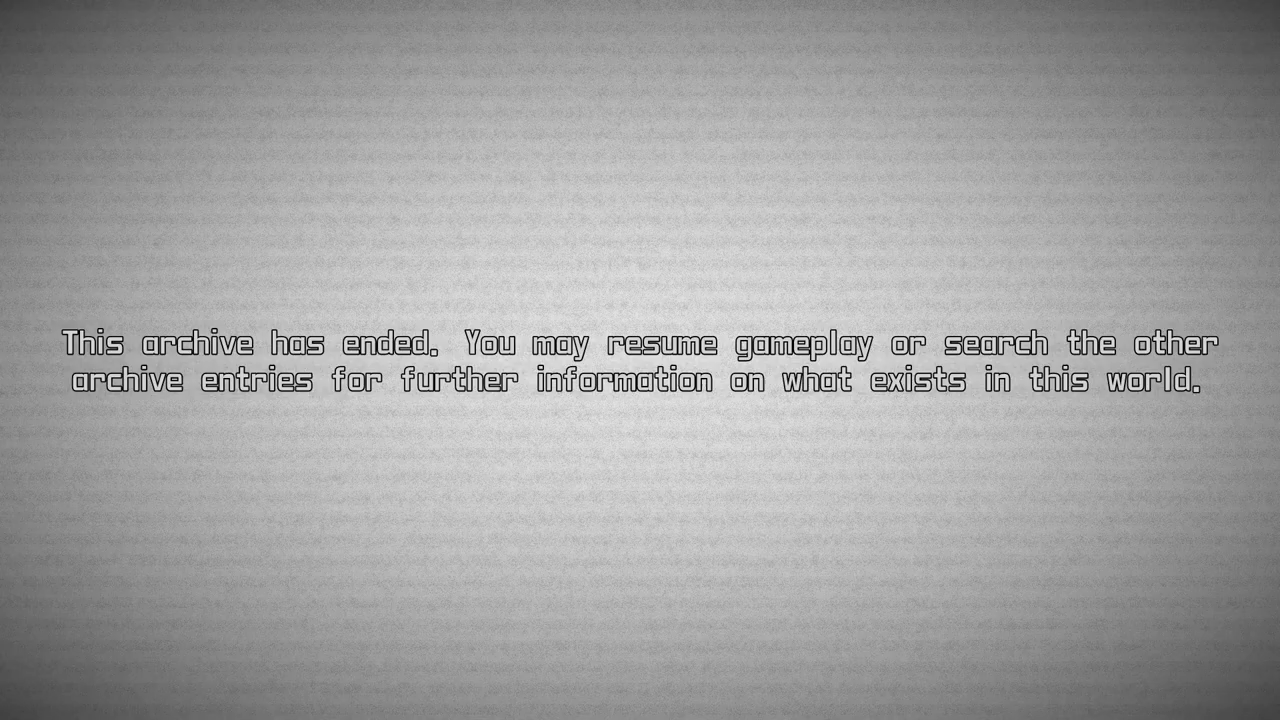 This archive has ended. You may resume gameplay or search the other
archive entries for further information on what exists in this world.